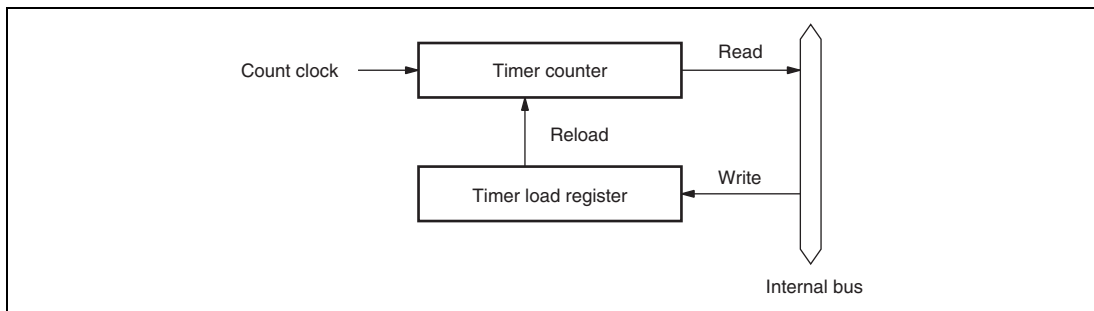 Count clock
Timer counter
Read
Reload
Timer load register
Write
Internal bus